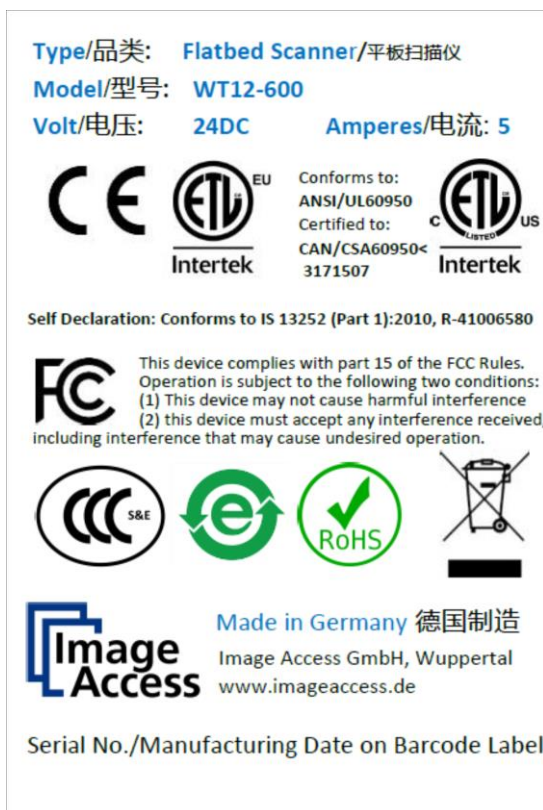 Type/品类: Flatbed Scanner/平板扫描仪
Model/型号: WT12-600
Volt/电压: 24DC Amperes/电流: 5
CE
ETL EU
Intertek
Conforms to:
ANSI/UL60950
Certified to:
CAN/CSA60950<
3171507
C ETL US
LISTED
Intertek
Self Declaration: Conforms to IS 13252 (Part 1):2010, R-41006580
FC
This device complies with part 15 of the FCC Rules.
Operation is subject to the following two conditions:
(1) This device may not cause harmful interference
(2) this device must accept any interference received,
including interference that may cause undesired operation.
CCC S&E
e
RoHS
Image
Access
Made in Germany 德国制造
Image Access GmbH, Wuppertal
www.imageaccess.de
Serial No./Manufacturing Date on Barcode Label